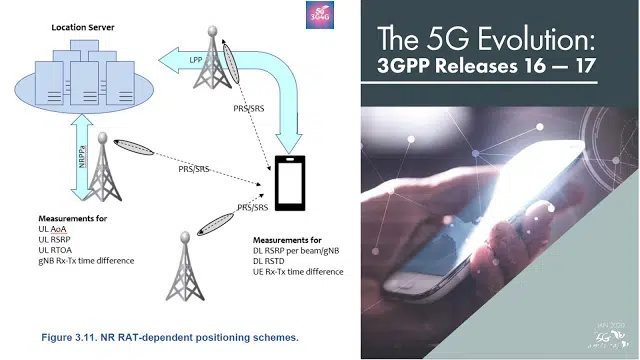 Location Server
5G
3G4G
LPP
PRS/SRS
NRPPa
PRS/SRS
PRS/SRS
Measurements for
UL AoA
UL RSRP
UL RTOA
gNB Rx-Tx time difference
Measurements for
DL RSRP per beam/gNB
DL RSTD
UE Rx-Tx time difference
Figure 3.11. NR RAT-dependent positioning schemes.
The 5G Evolution:
3GPP Releases 16 — 17
JAN 2020
5G
americas